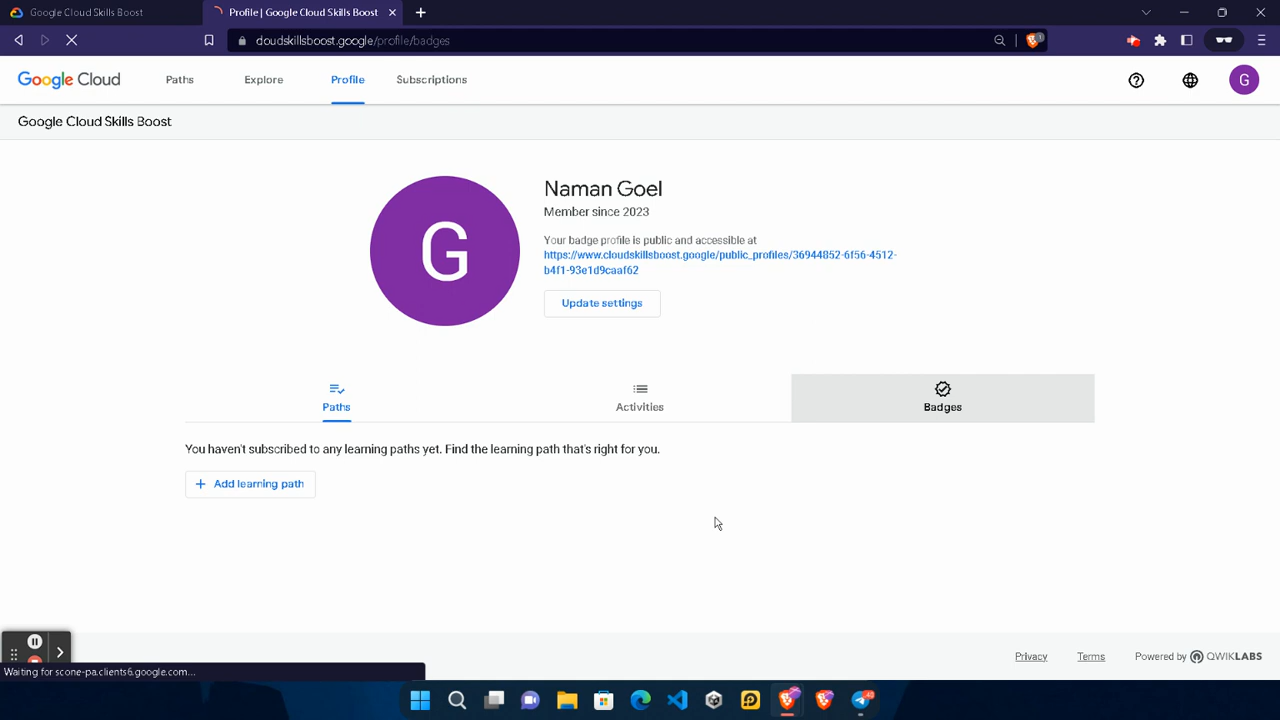 Google Cloud Skills Boost
Profile | Google Cloud Skills Boost
cloudskillsboost.google/profile/badges
1
Google Cloud
Paths
Explore
Profile
Subscriptions
G
Google Cloud Skills Boost
G
Naman Goel
Member since 2023
Your badge profile is public and accessible at
https://www.cloudskillsboost.google/public_profiles/36944852-6f56-4512-
b4f1-93e1d9caaf62
Update settings
Paths
Activities
Badges
You haven't subscribed to any learning paths yet. Find the learning path that's right for you.
+ Add learning path
Privacy
Terms
Powered by QWIKLABS
Waiting for scone-pa.clients6.google.com...